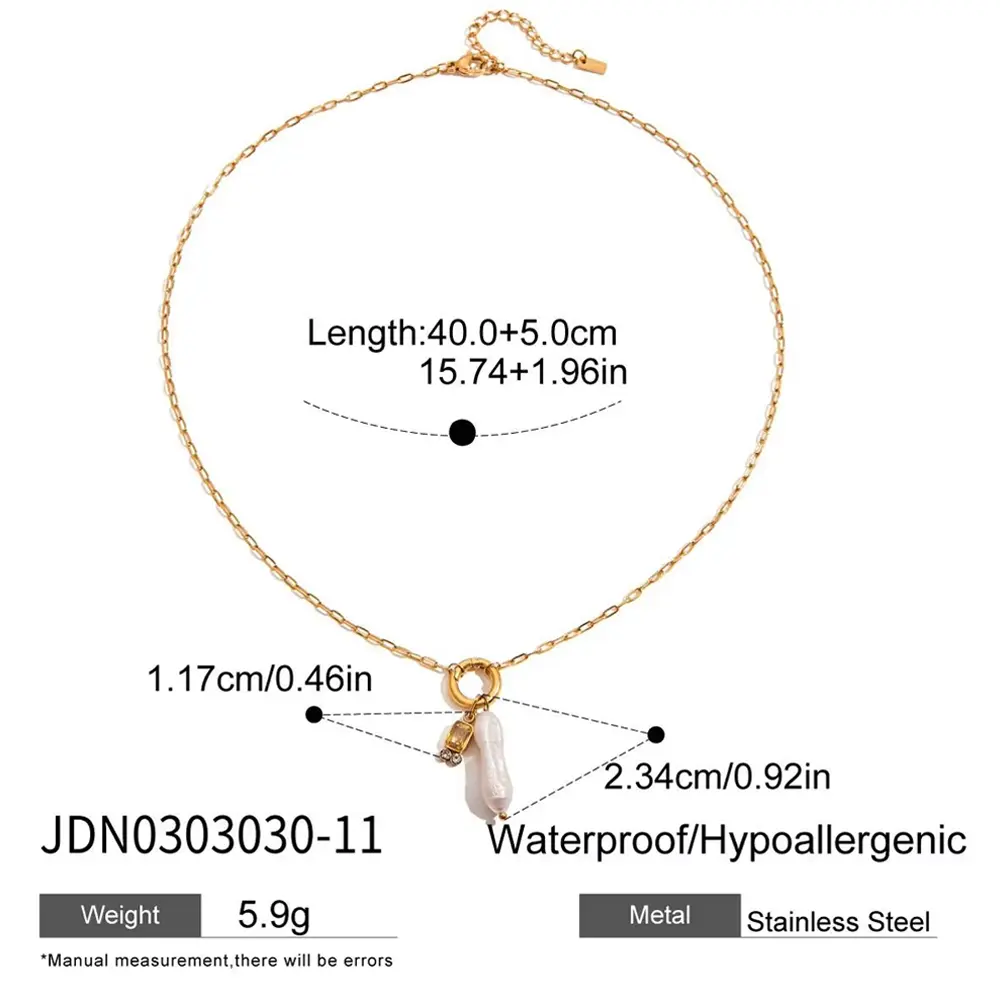 Length:40.0+5.0cm
15.74+1.96in
1.17cm/0.46in
2.34cm/0.92in
JDN0303030-11
Waterproof/Hypoallergenic
Weight 5.9g
Metal Stainless Steel
*Manual measurement,there will be errors